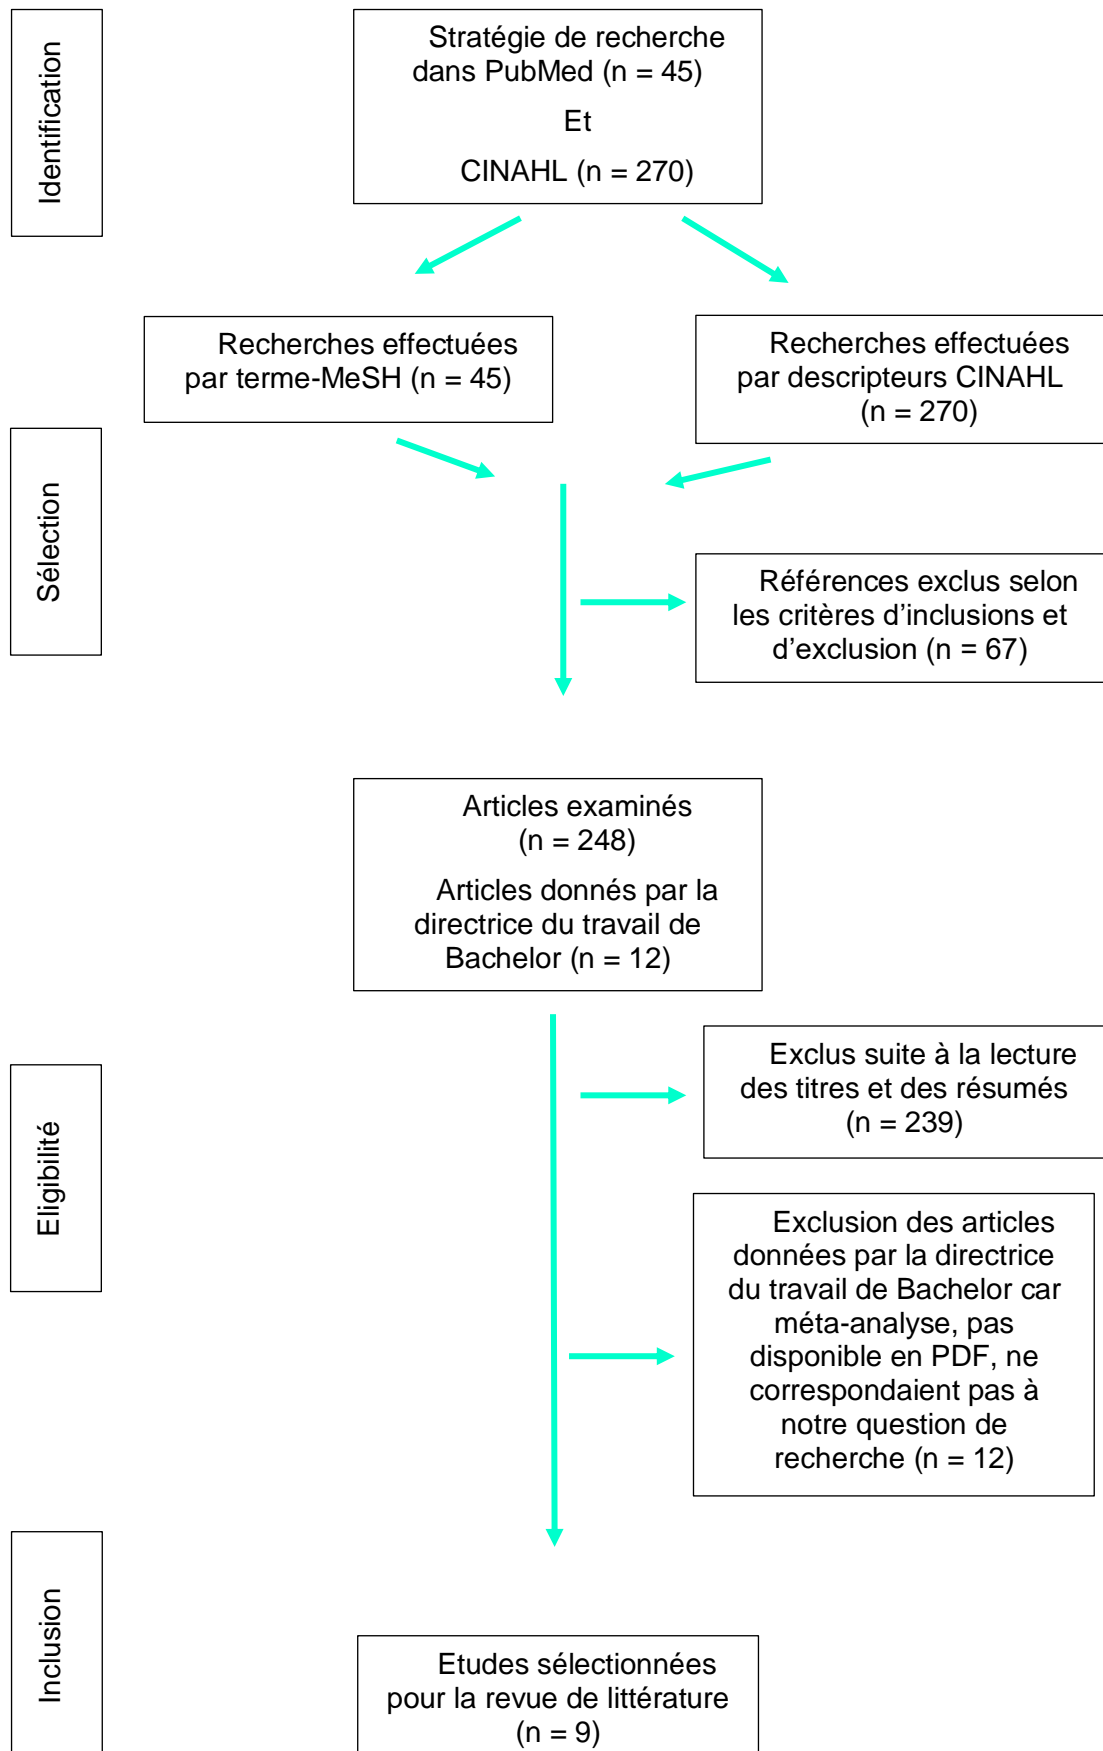 Identification
Stratégie de recherche
dans PubMed (n = 45)
Et
CINAHL (n = 270)
Recherches effectuées
par terme-MeSH (n = 45)
Recherches effectuées
par descripteurs CINAHL
(n = 270)
Sélection
Références exclus selon
les critères d’inclusions et
d’exclusion (n = 67)
Articles examinés
(n = 248)
Articles donnés par la
directrice du travail de
Bachelor (n = 12)
Eligibilité
Exclus suite à la lecture
des titres et des résumés
(n = 239)
Exclusion des articles
données par la directrice
du travail de Bachelor car
méta-analyse, pas
disponible en PDF, ne
correspondaient pas à
notre question de
recherche (n = 12)
Inclusion
Etudes sélectionnées
pour la revue de littérature
(n = 9)